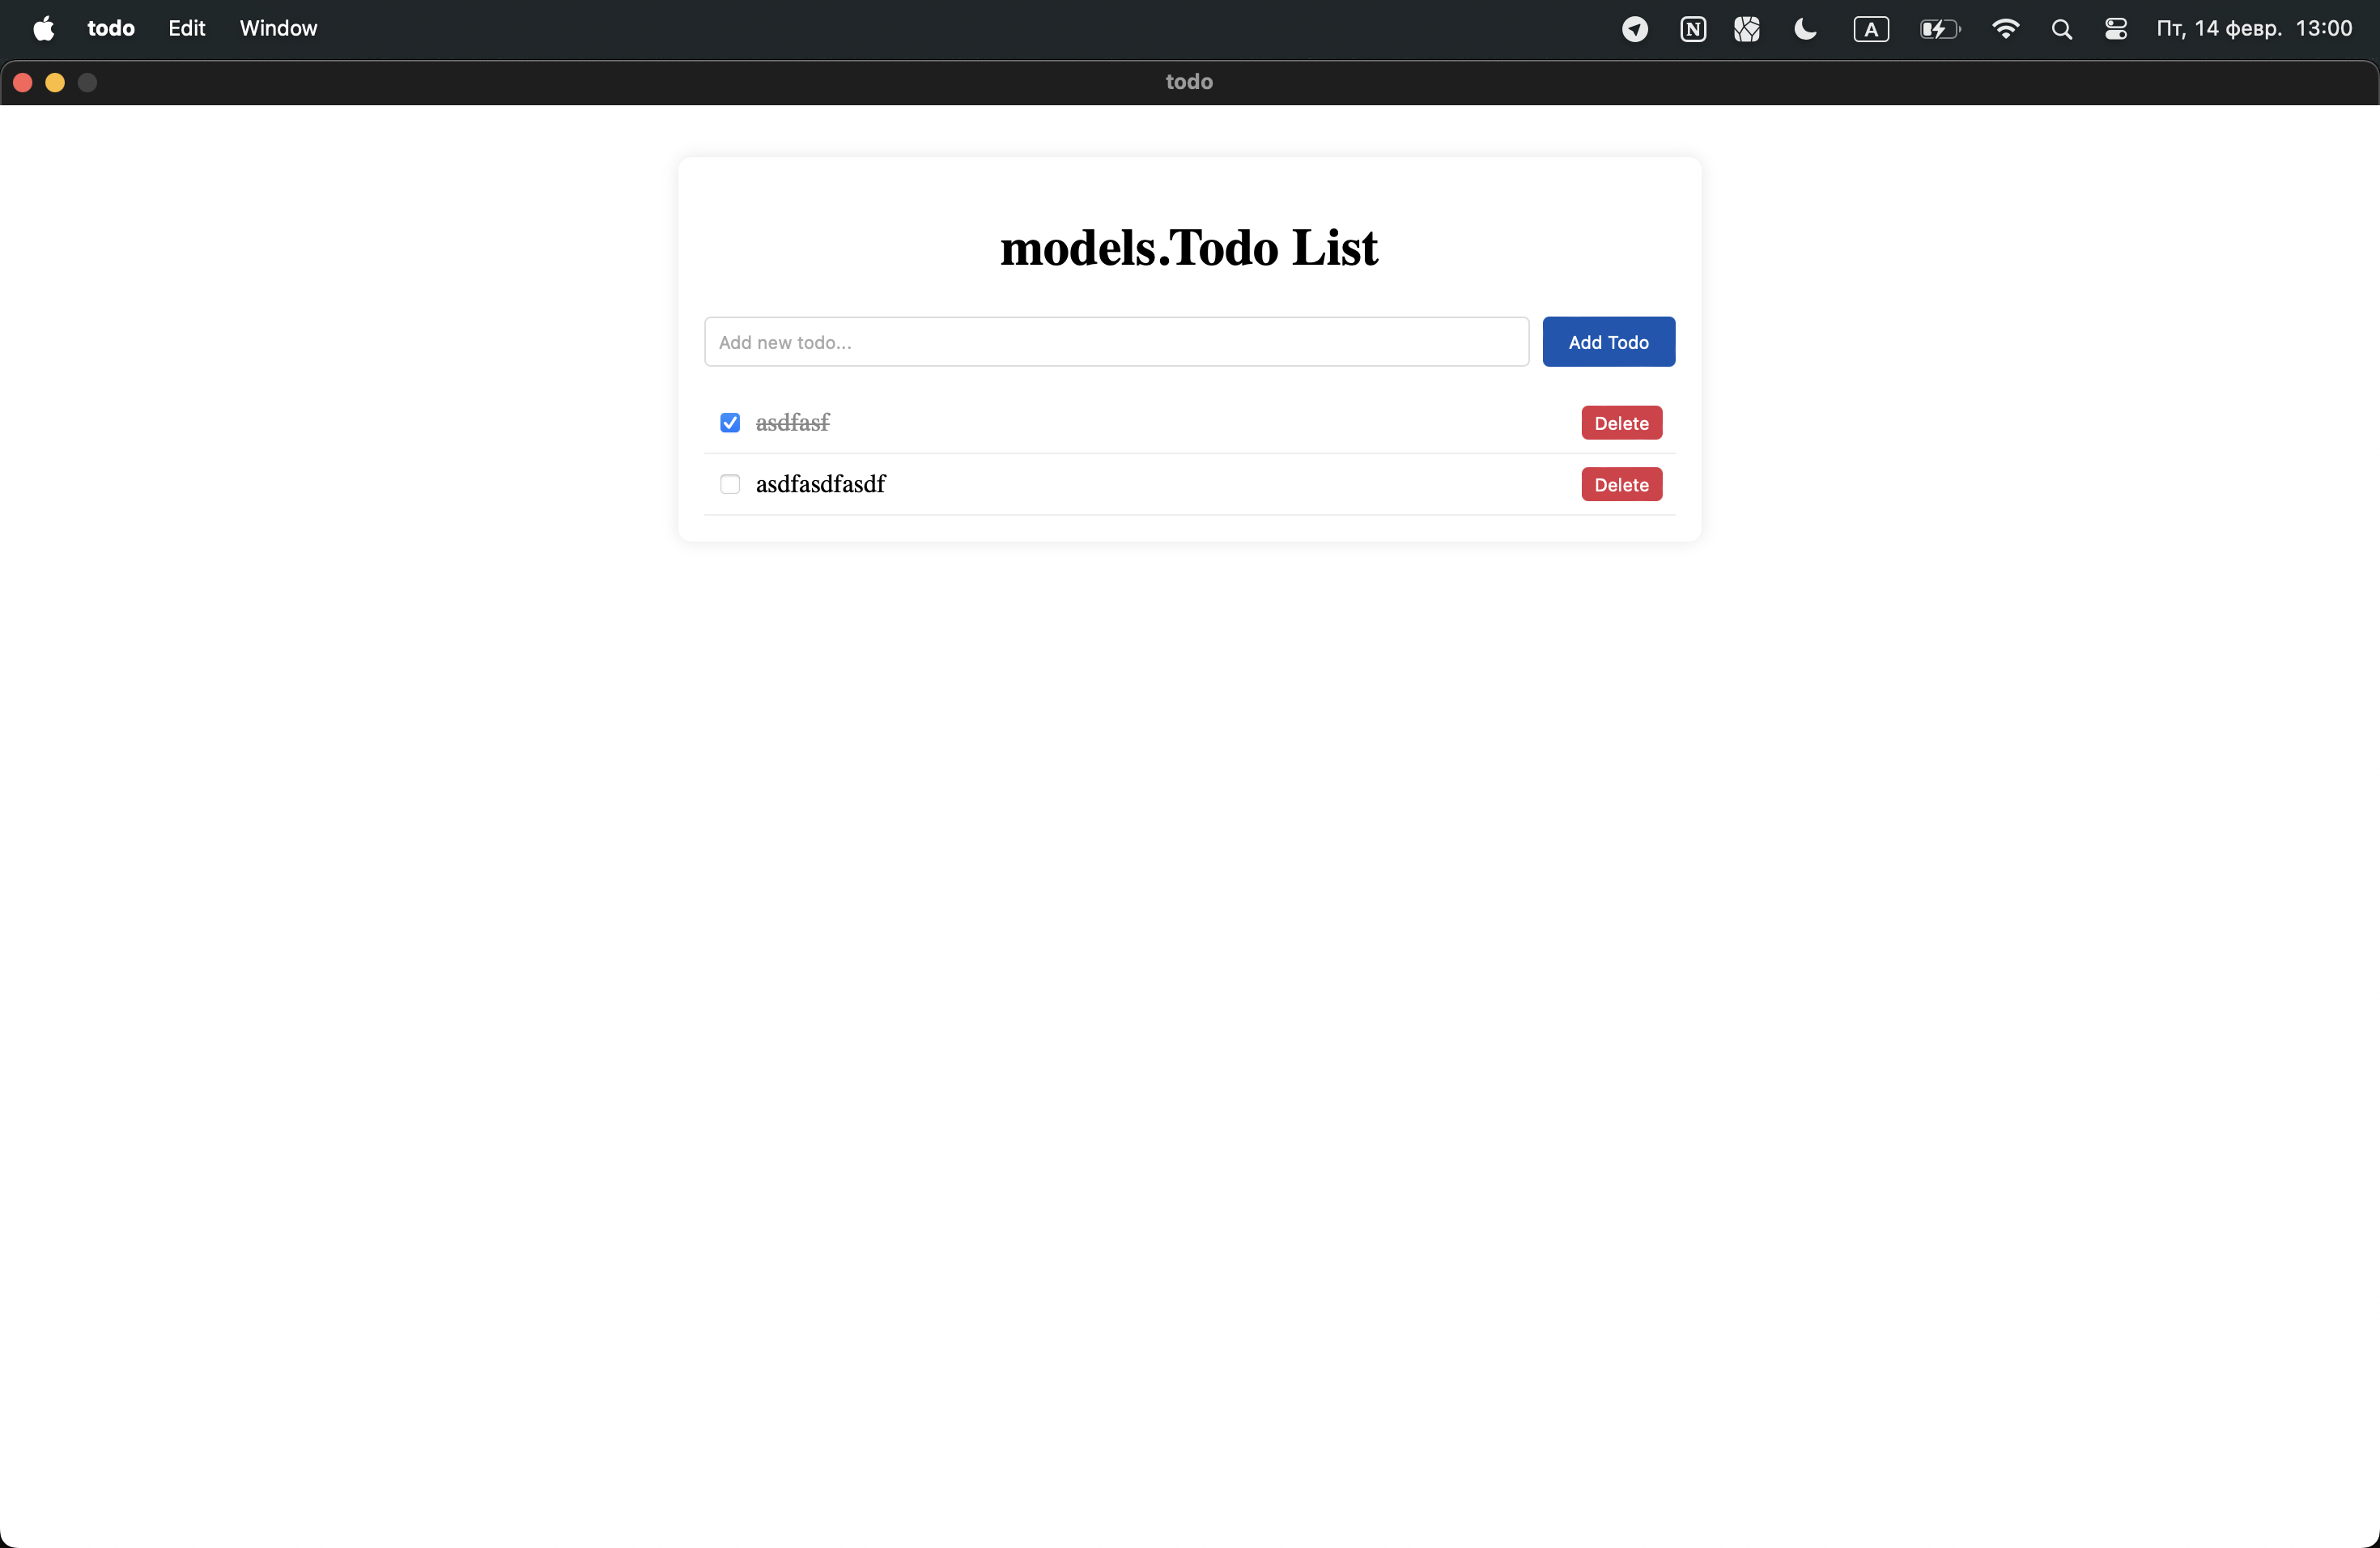 todo Edit Window A Пт, 14 февр. 13:00
todo
models.Todo List
Add new todo... Add Todo
asdfasf Delete
asdfasdfasdf Delete